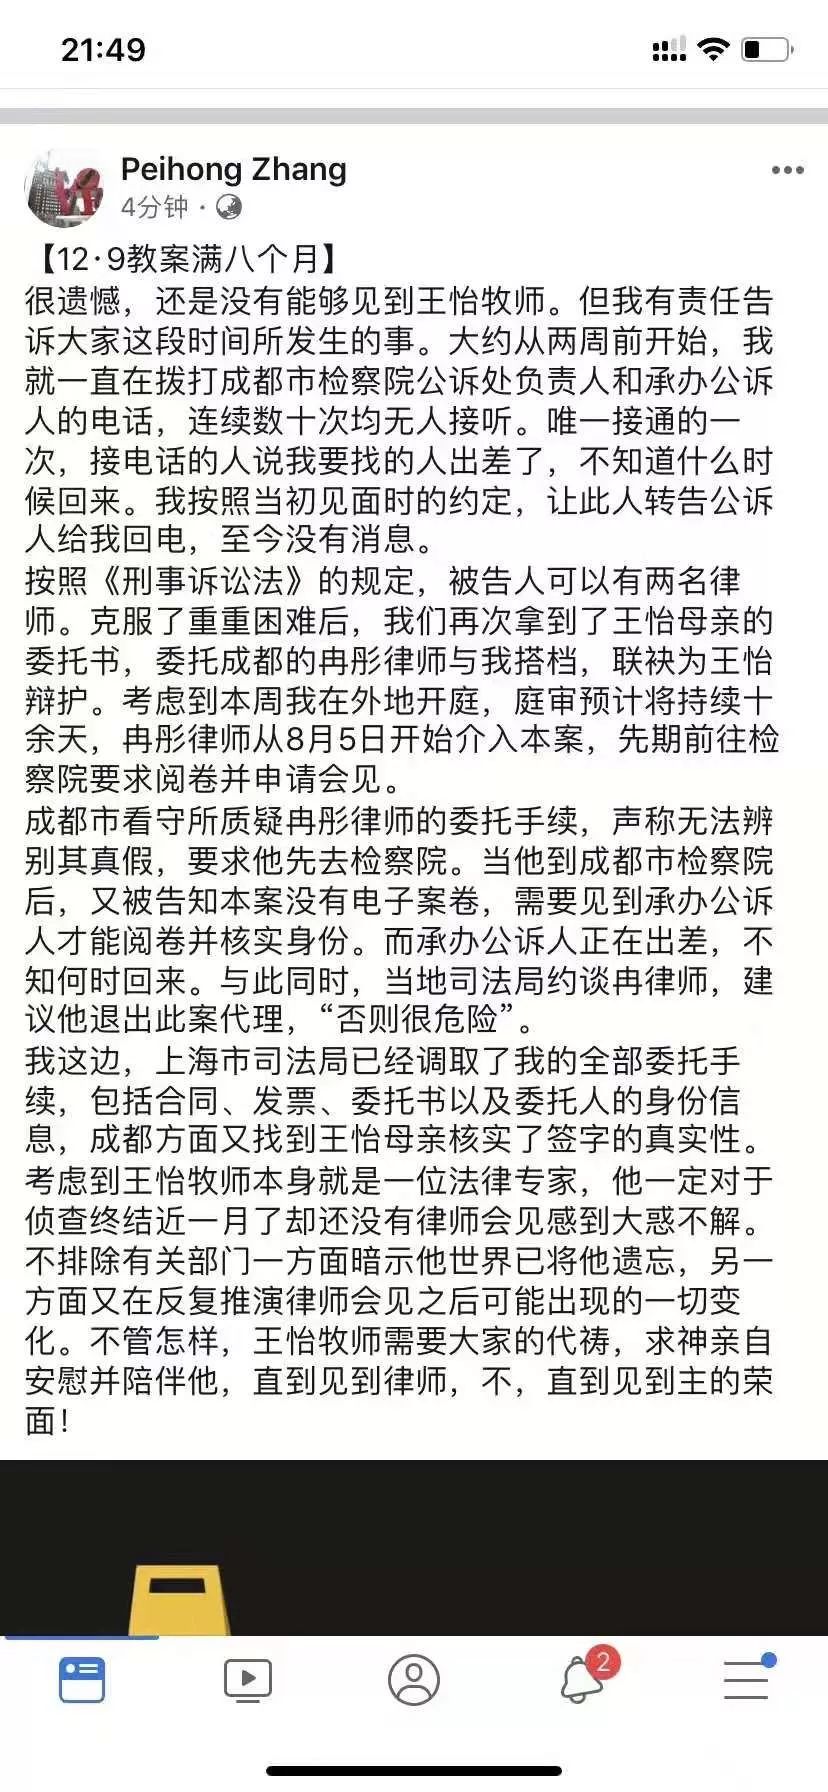 21:49
Peihong Zhang
4分钟 ·
【12·9教案满八个月】
很遗憾，还是没有能够见到王怡牧师。但我有责任告
诉大家这段时间所发生的事。大约从两周前开始，我
就一直在拨打成都市检察院公诉处负责人和承办公诉
人的电话，连续数十次均无人接听。唯一接通的一
次，接电话的人说我要找的人出差了，不知道什么时
候回来。我按照当初见面时的约定，让此人转告公诉
人给我回电，至今没有消息。
按照《刑事诉讼法》的规定，被告人可以有两名律
师。克服了重重困难后，我们再次拿到了王怡母亲的
委托书，委托成都的冉彤律师与我搭档，联袂为王怡
辩护。考虑到本周我在外地开庭，庭审预计将持续十
余天，冉彤律师从8月5日开始介入本案，先期前往检
察院要求阅卷并申请会见。
成都市看守所质疑冉彤律师的委托手续，声称无法辨
别其真假，要求他先去检察院。当他到成都市检察院
后，又被告知本案没有电子案卷，需要见到承办公诉
人才能阅卷并核实身份。而承办公诉人正在出差，不
知何时回来。与此同时，当地司法局约谈冉律师，建
议他退出此案代理，“否则很危险”。
我这边，上海市司法局已经调取了我的全部委托手
续，包括合同、发票、委托书以及委托人的身份信
息，成都方面又找到王怡母亲核实了签字的真实性。
考虑到王怡牧师本身就是一位法律专家，他一定对于
侦查终结近一月了却还没有律师会见感到大惑不解。
不排除有关部门一方面暗示他世界已将他遗忘，另一
方面又在反复推演律师会见之后可能出现的一切变
化。不管怎样，王怡牧师需要大家的代祷，求神亲自
安慰并陪伴他，直到见到律师，不，直到见到主的荣
面！
2